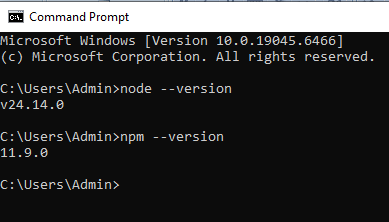 Command Prompt
Microsoft Windows [Version 10.0.19045.6466]
(c) Microsoft Corporation. All rights reserved.
C:\Users\Admin>node --version
v24.14.0
C:\Users\Admin>npm --version
11.9.0
C:\Users\Admin>